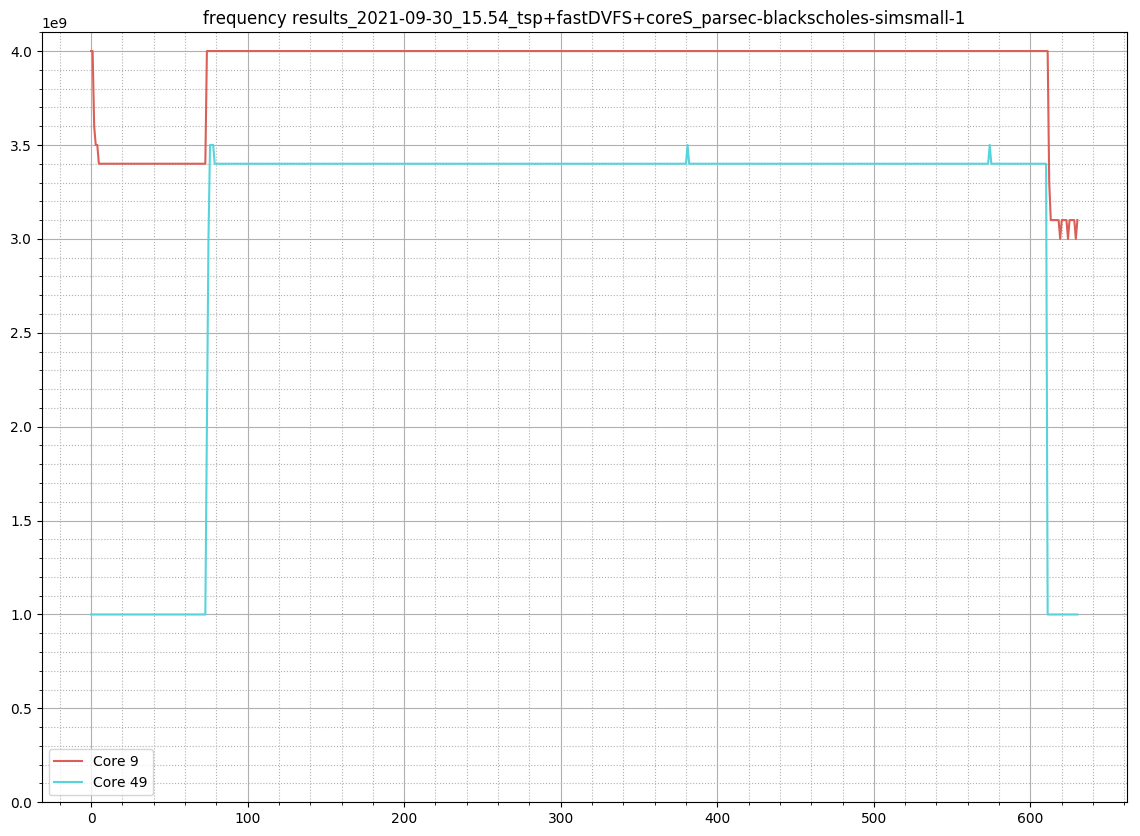 frequency results_2021-09-30_15.54_tsp+fastDVFS+coreS_parsec-blackscholes-simsmall-1
1e9
4.0
3.5
3.0
2.5
2.0
1.5
1.0
0.5
0.0
Core 9
Core 49
0 100 200 300 400 500 600